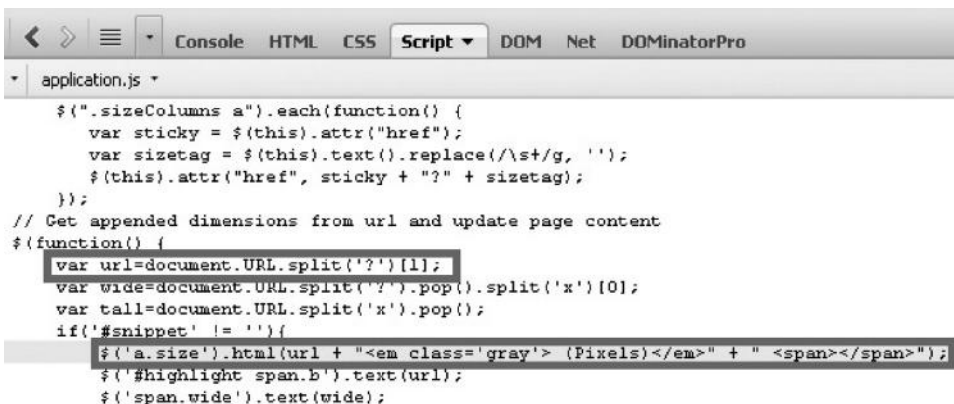 Console HTML CSS Script ▼ DOM Net DOMinatorPro
application.js
$(".sizeColumns a").each(function() {
var sticky = $(this).attr("href");
var sizetag = $(this).text().replace(/\s+/g, '');
$(this).attr("href", sticky + "?" + sizetag);
});
// Get appended dimensions from url and update page content
$(function() {
var url=document.URL.split('?')[1];
var wide=document.URL.split('?').pop().split('x')[0];
var tall=document.URL.split('x').pop();
if('#snippet' != ''){
$('a.size').html(url + "<em class='gray'> (Pixels)</em>" + " <span></span>");
$('#highlight span.b').text(url);
$('span.wide').text(wide);